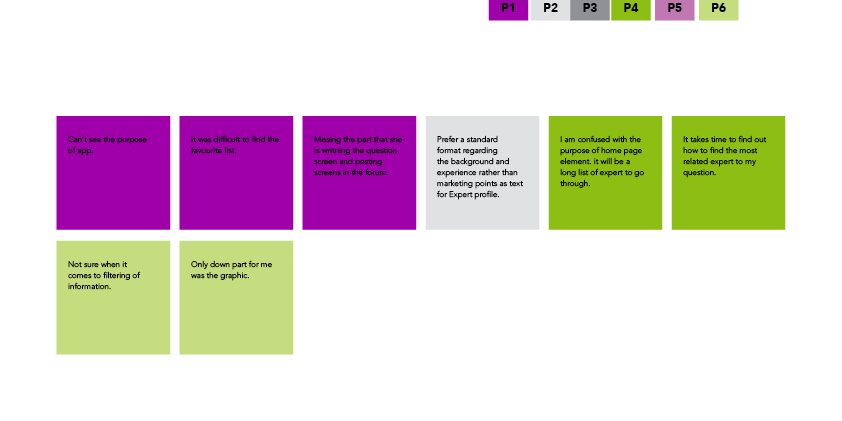 P1 P2 P3 P4 P5 P6
Can't see the purpose
of app.
It was difficult to find the
favourite list.
Missing the part that she
is writning the question
screen and posting
screens in the forum.
Prefer a standard
format regarding
the background and
experience rather than
marketing points as text
for Expert profile.
I am confused with the
purpose of home page
element, it will be a
long list of expert to go
through.
It takes time to find out
how to find the most
related expert to my
question.
Not sure when it
comes to filtering of
information.
Only down part for me
was the graphic.